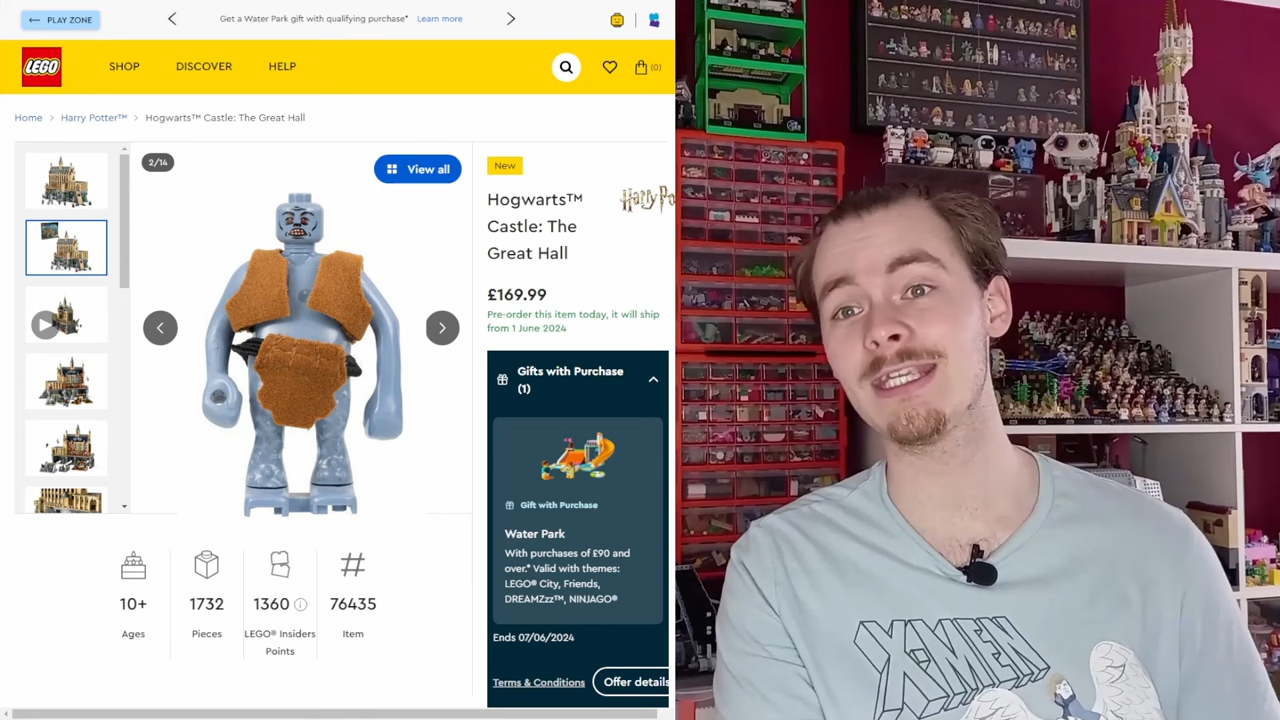 ← PLAY ZONE
Get a Water Park gift with qualifying purchase* Learn more
LEGO
SHOP
DISCOVER
HELP
(0)
Home > Harry Potter™ > Hogwarts™ Castle: The Great Hall
2/14
View all
New
Hogwarts™
Castle: The
Great Hall
Harry Po
£169.99
Pre-order this item today, it will ship
from 1 June 2024
Gifts with Purchase
(1)
Gift with Purchase
Water Park
With purchases of £90 and
over.* Valid with themes:
LEGO® City, Friends,
DREAMZzz™, NINJAGO®
Ends 07/06/2024
Terms & Conditions
Offer details
10+
Ages
1732
Pieces
1360
LEGO® Insiders
Points
#
76435
Item
X-MEN